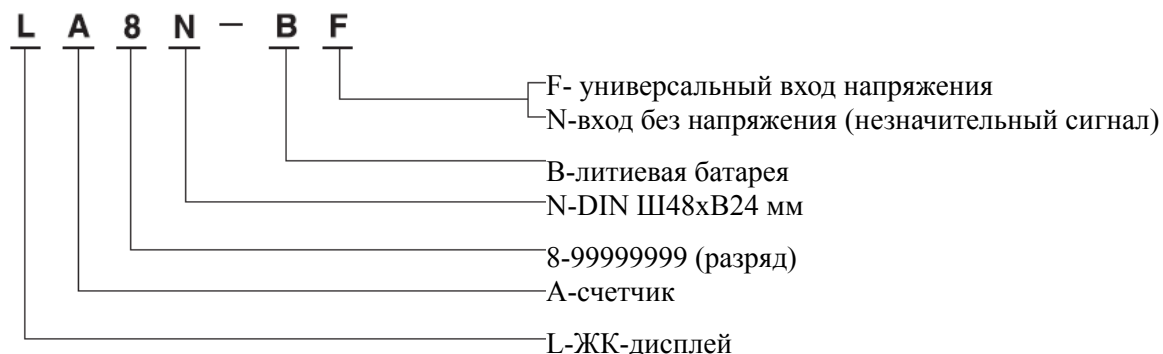 L A 8 N - B F
F- универсальный вход напряжения
N-вход без напряжения (незначительный сигнал)
B-литиевая батарея
N-DIN Ш48xВ24 мм
8-99999999 (разряд)
А-счетчик
L-ЖК-дисплей